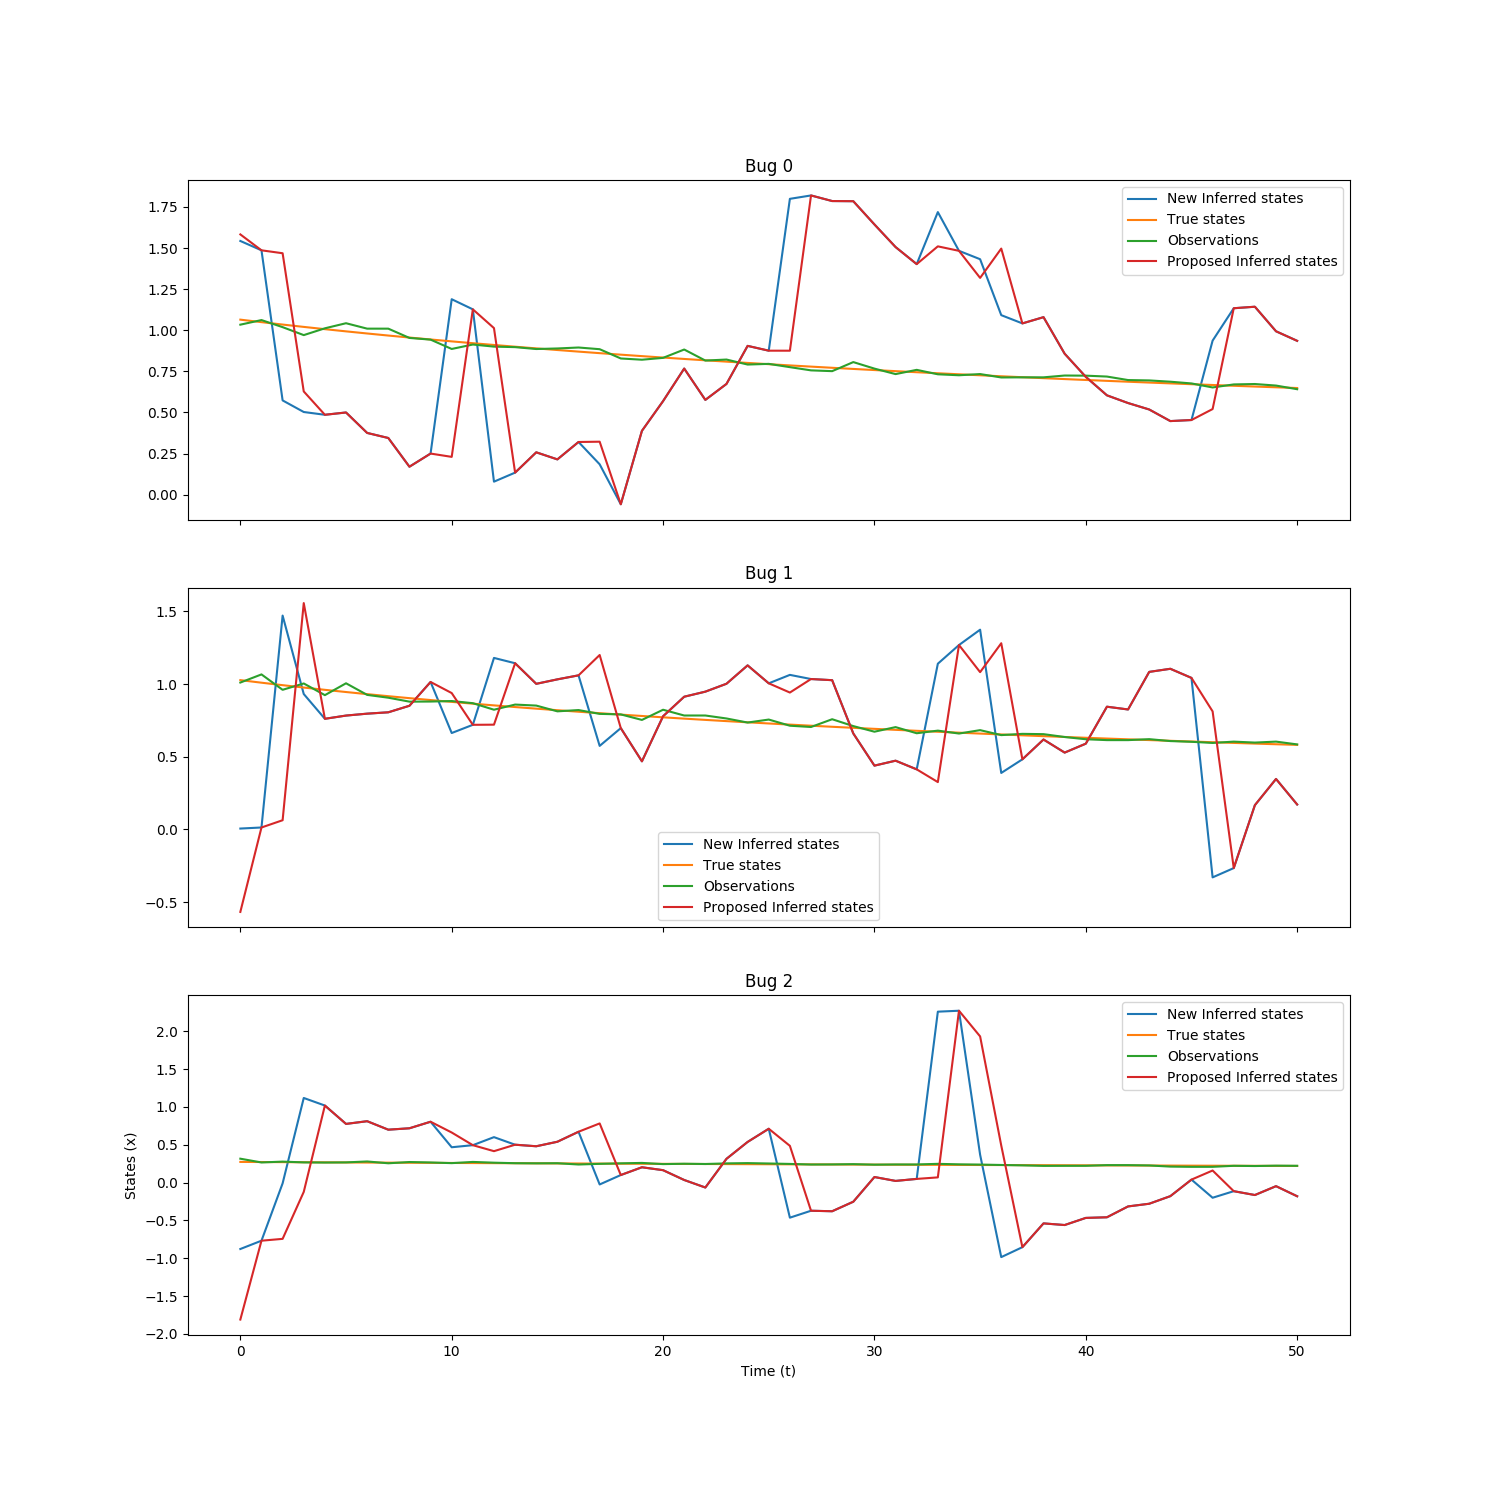 Bug 0
1.75
1.50
1.25
1.00
0.75
0.50
0.25
0.00
New Inferred states
True states
Observations
Proposed Inferred states
Bug 1
1.5
1.0
0.5
0.0
−0.5
New Inferred states
True states
Observations
Proposed Inferred states
Bug 2
2.0
1.5
1.0
0.5
0.0
−0.5
−1.0
−1.5
−2.0
States (x)
New Inferred states
True states
Observations
Proposed Inferred states
0 10 20 30 40 50
Time (t)